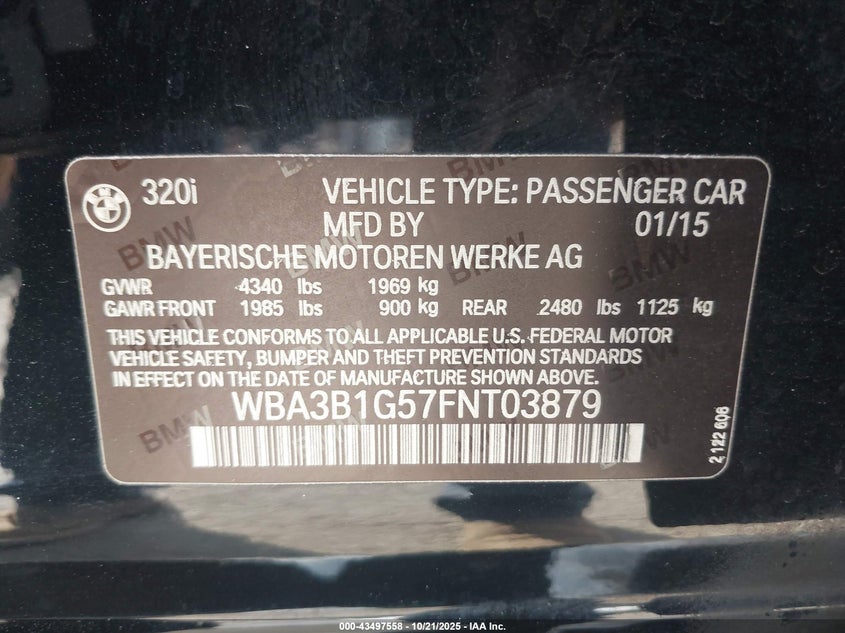 320i VEHICLE TYPE: PASSENGER CAR
MFD BY 01/15
BAYERISCHE MOTOREN WERKE AG
GVWR 4340 lbs 1969 kg
GAWR FRONT 1985 lbs 900 kg REAR 2480 lbs 1125 kg
THIS VEHICLE CONFORMS TO ALL APPLICABLE U.S. FEDERAL MOTOR
VEHICLE SAFETY, BUMPER AND THEFT PREVENTION STANDARDS
IN EFFECT ON THE DATE OF MANUFACTURE SHOWN ABOVE.
WBA3B1G57FNT03879
2 122 606
BMW
000-43497558 - 10/21/2025 - IAA Inc.